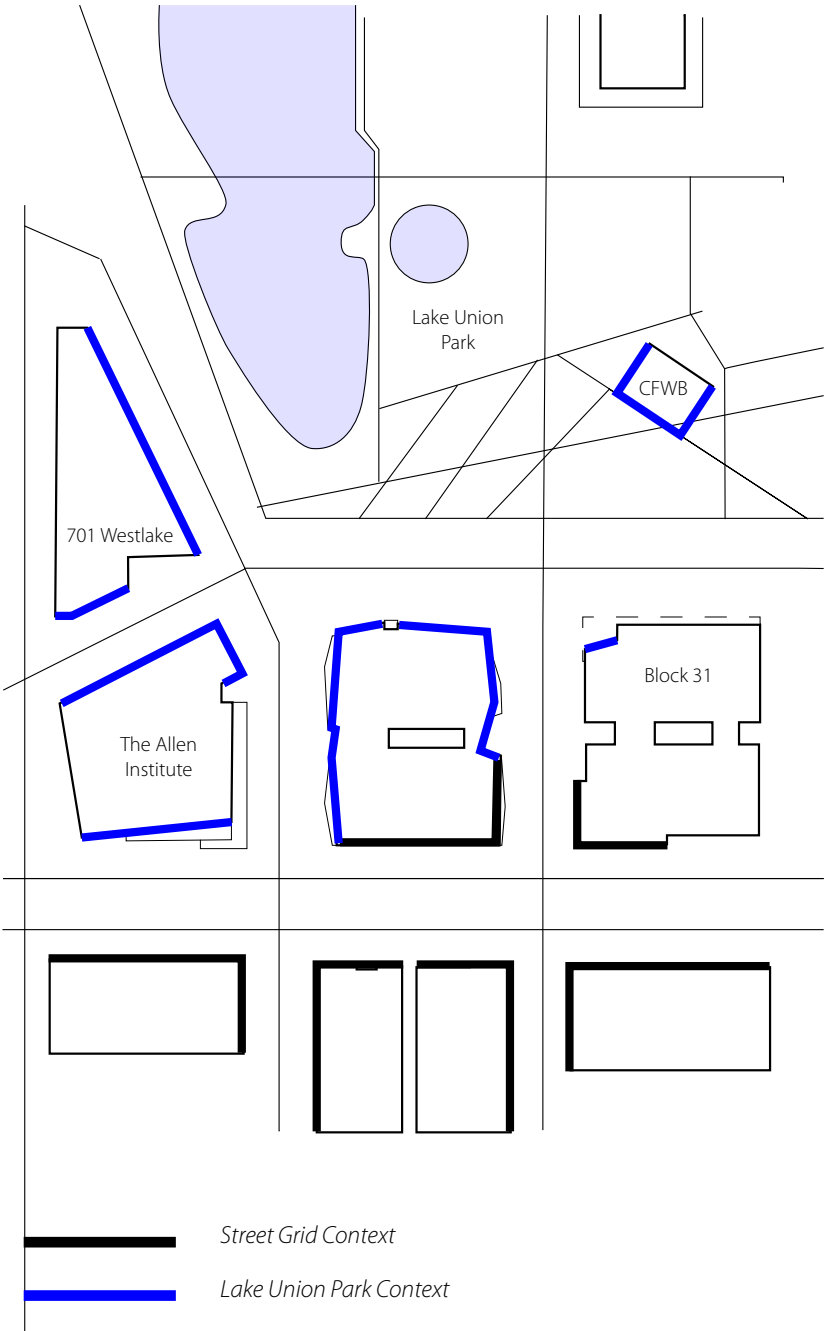 Lake Union
Park
CFWB
701 Westlake
Block 31
The Allen
Institute
Street Grid Context
Lake Union Park Context